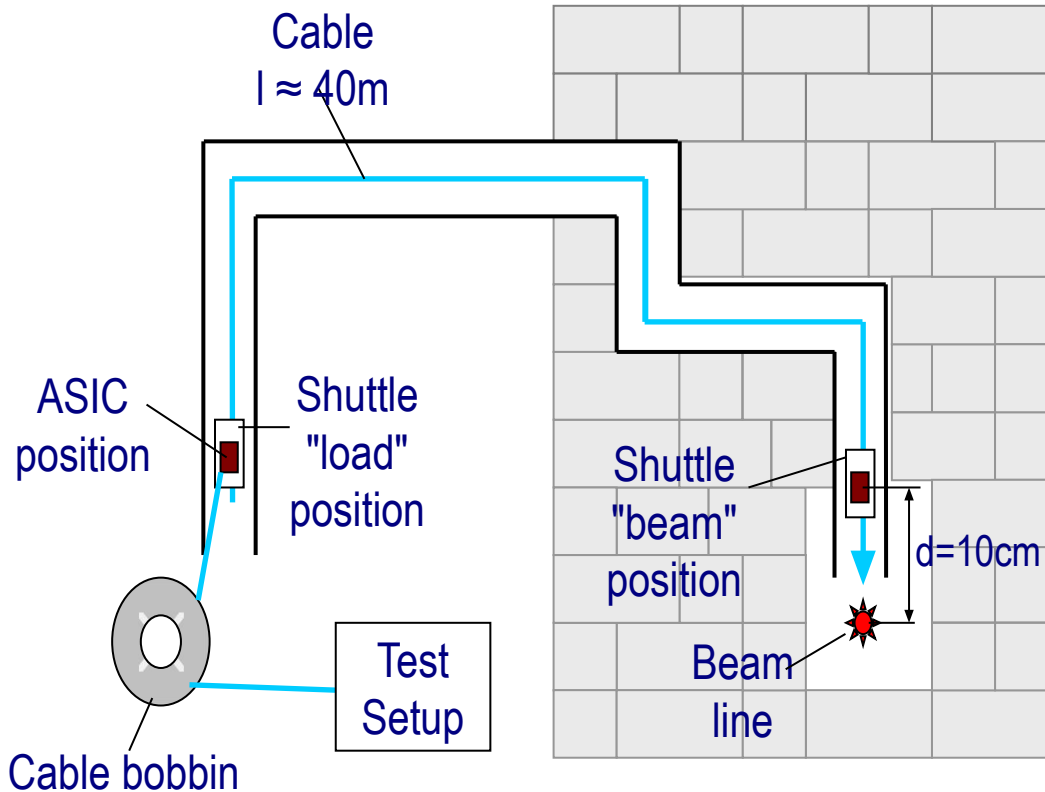 Cable
l ≈ 40m
ASIC
position
Shuttle
"load"
position
Shuttle
"beam"
position
d=10cm
Beam
line
Test
Setup
Cable bobbin